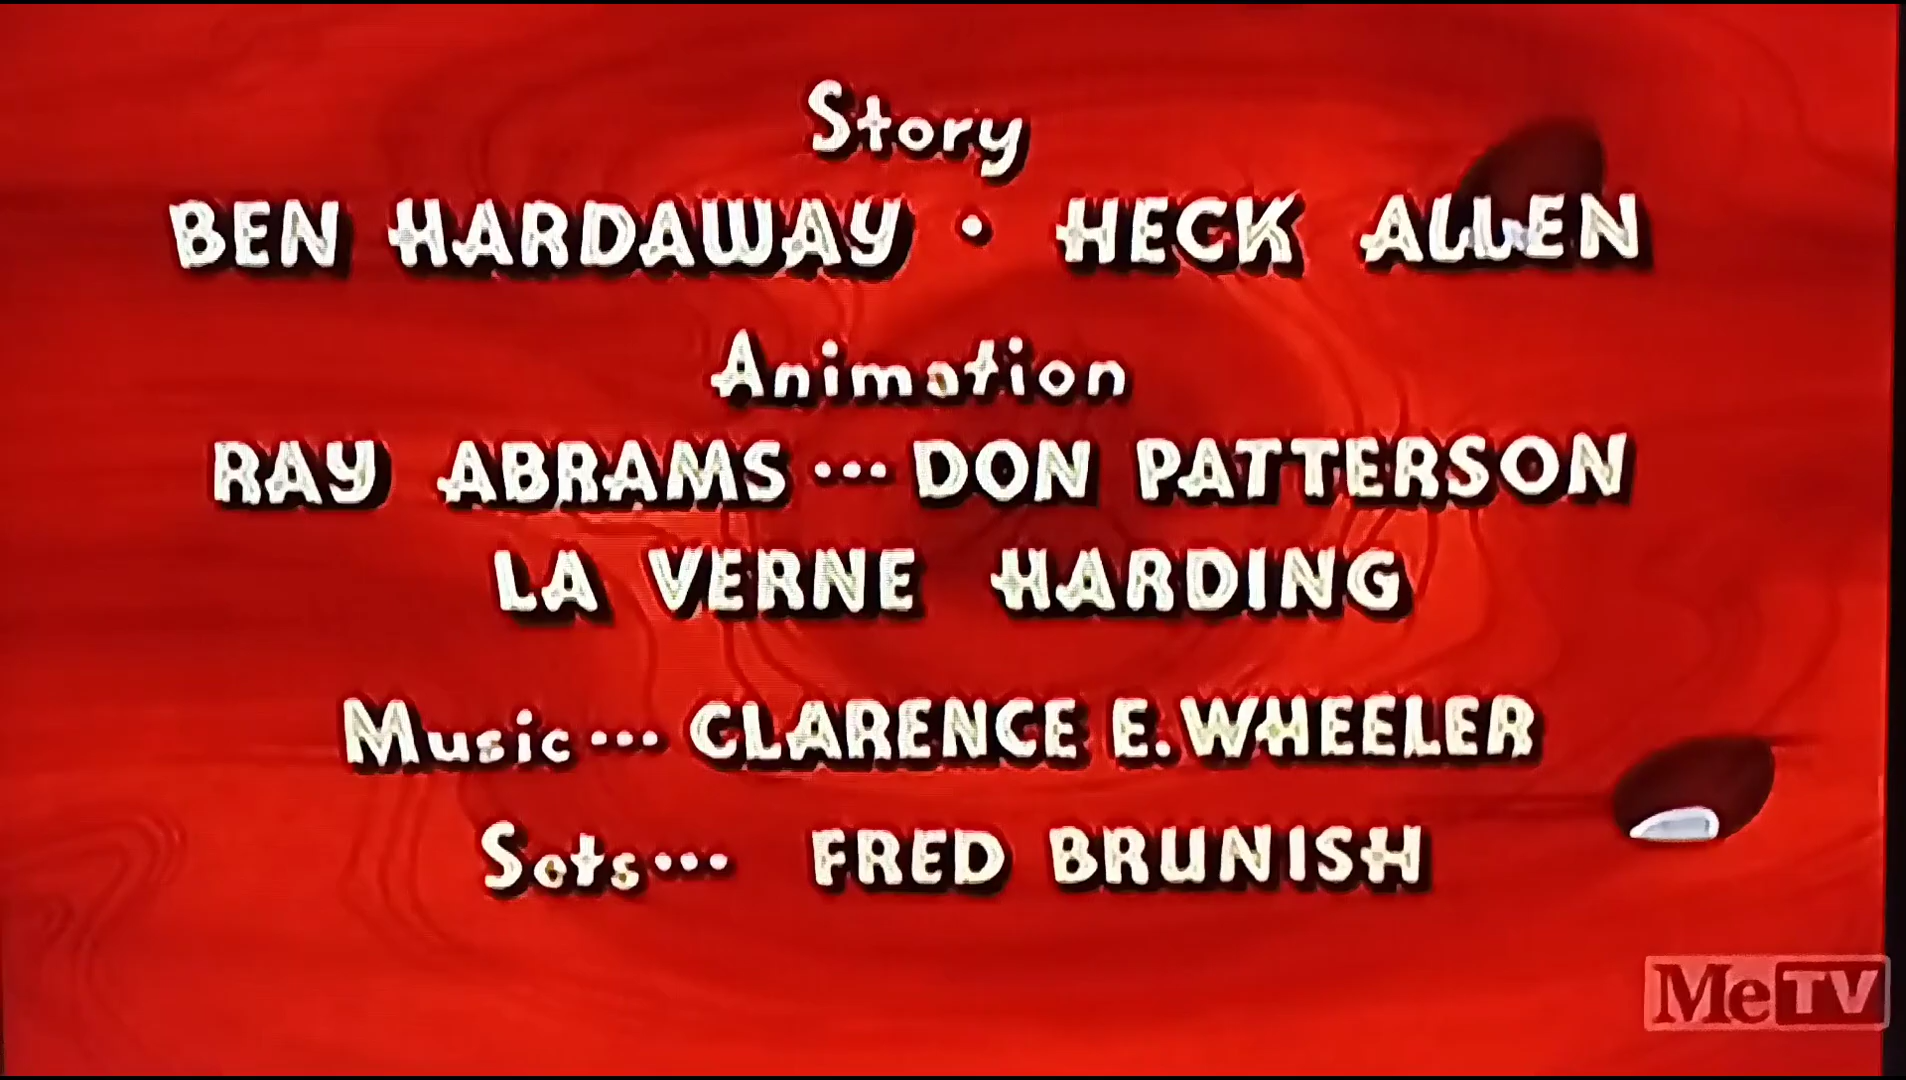 Story
BEN HARDAWAY • HECK ALLEN
Animation
RAY ABRAMS ... DON PATTERSON
LA VERNE HARDING
Music... CLARENCE E. WHEELER
Sets... FRED BRUNISH
MeTV